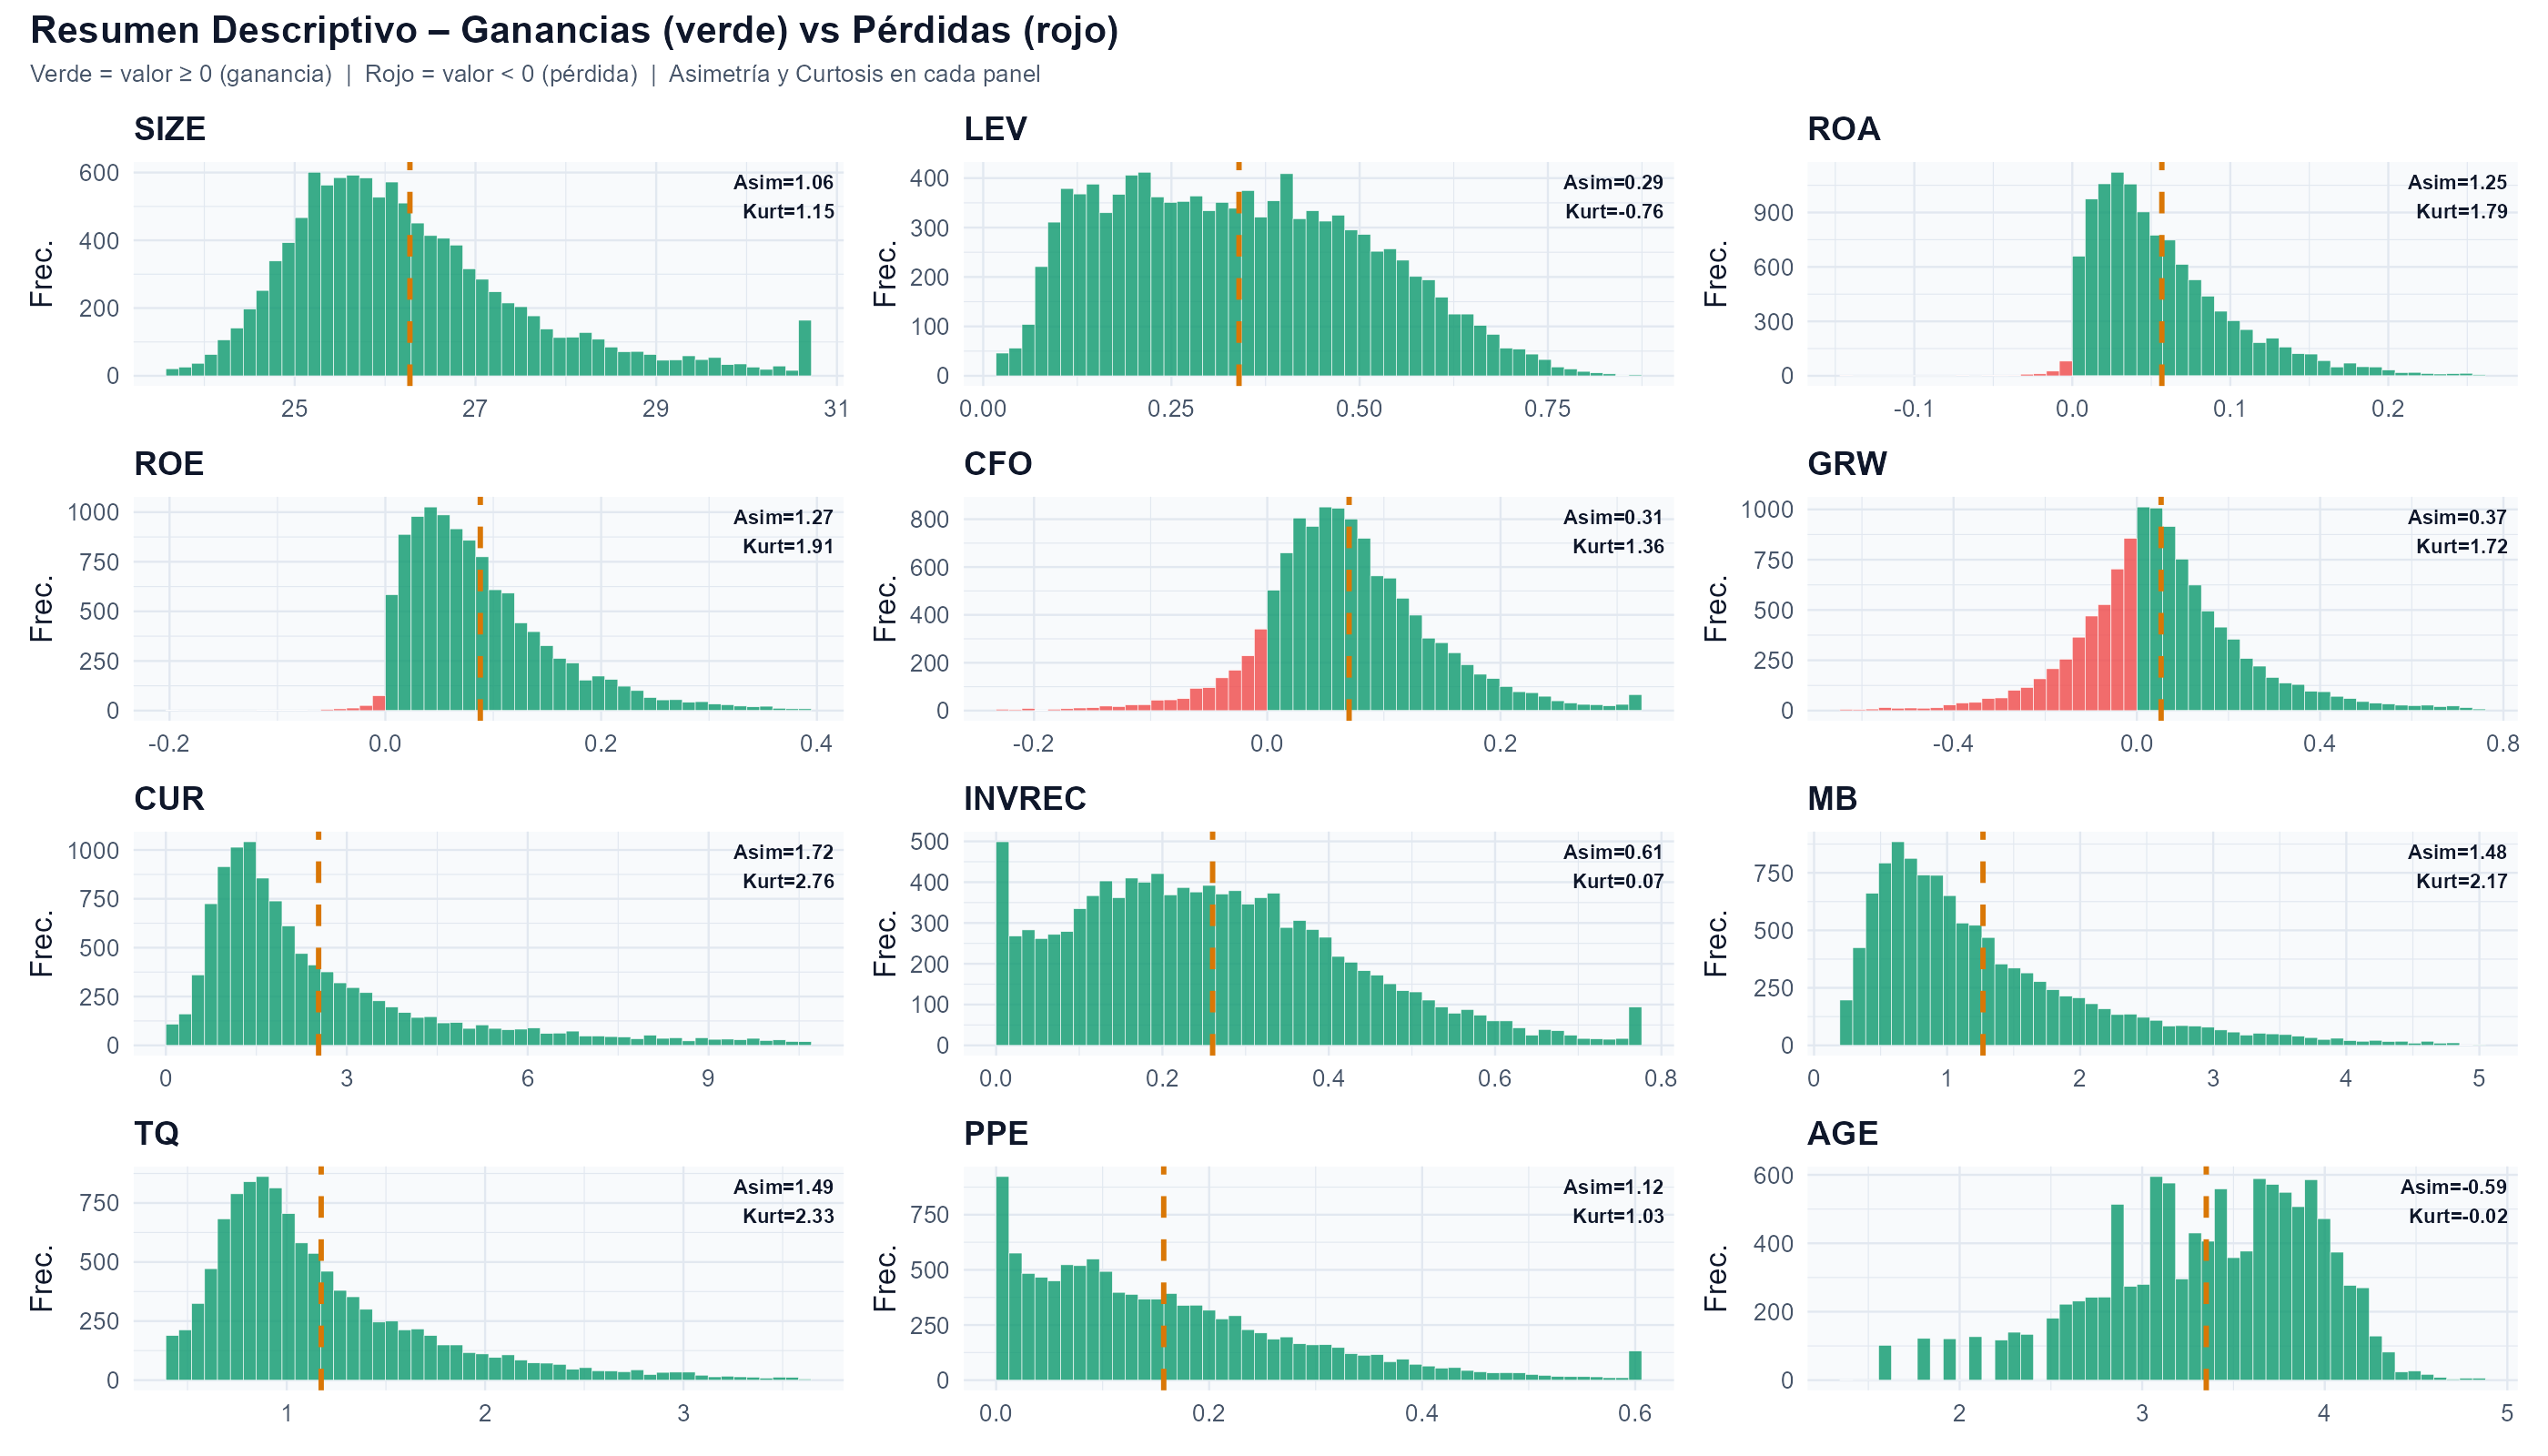 Resumen Descriptivo – Ganancias (verde) vs Pérdidas (rojo)
Verde = valor ≥ 0 (ganancia) | Rojo = valor < 0 (pérdida) | Asimetría y Curtosis en cada panel
SIZE
Asim=1.06
Kurt=1.15
Frec.
600
400
200
0
25 27 29 31
LEV
Asim=0.29
Kurt=-0.76
Frec.
400
300
200
100
0
0.00 0.25 0.50 0.75
ROA
Asim=1.25
Kurt=1.79
Frec.
900
600
300
0
-0.1 0.0 0.1 0.2
ROE
Asim=1.27
Kurt=1.91
Frec.
1000
750
500
250
0
-0.2 0.0 0.2 0.4
CFO
Asim=0.31
Kurt=1.36
Frec.
800
600
400
200
0
-0.2 0.0 0.2
GRW
Asim=0.37
Kurt=1.72
Frec.
1000
750
500
250
0
-0.4 0.0 0.4 0.8
CUR
Asim=1.72
Kurt=2.76
Frec.
1000
750
500
250
0
0 3 6 9
INVREC
Asim=0.61
Kurt=0.07
Frec.
500
400
300
200
100
0
0.0 0.2 0.4 0.6 0.8
MB
Asim=1.48
Kurt=2.17
Frec.
750
500
250
0
0 1 2 3 4 5
TQ
Asim=1.49
Kurt=2.33
Frec.
750
500
250
0
1 2 3
PPE
Asim=1.12
Kurt=1.03
Frec.
750
500
250
0
0.0 0.2 0.4 0.6
AGE
Asim=-0.59
Kurt=-0.02
Frec.
600
400
200
0
2 3 4 5